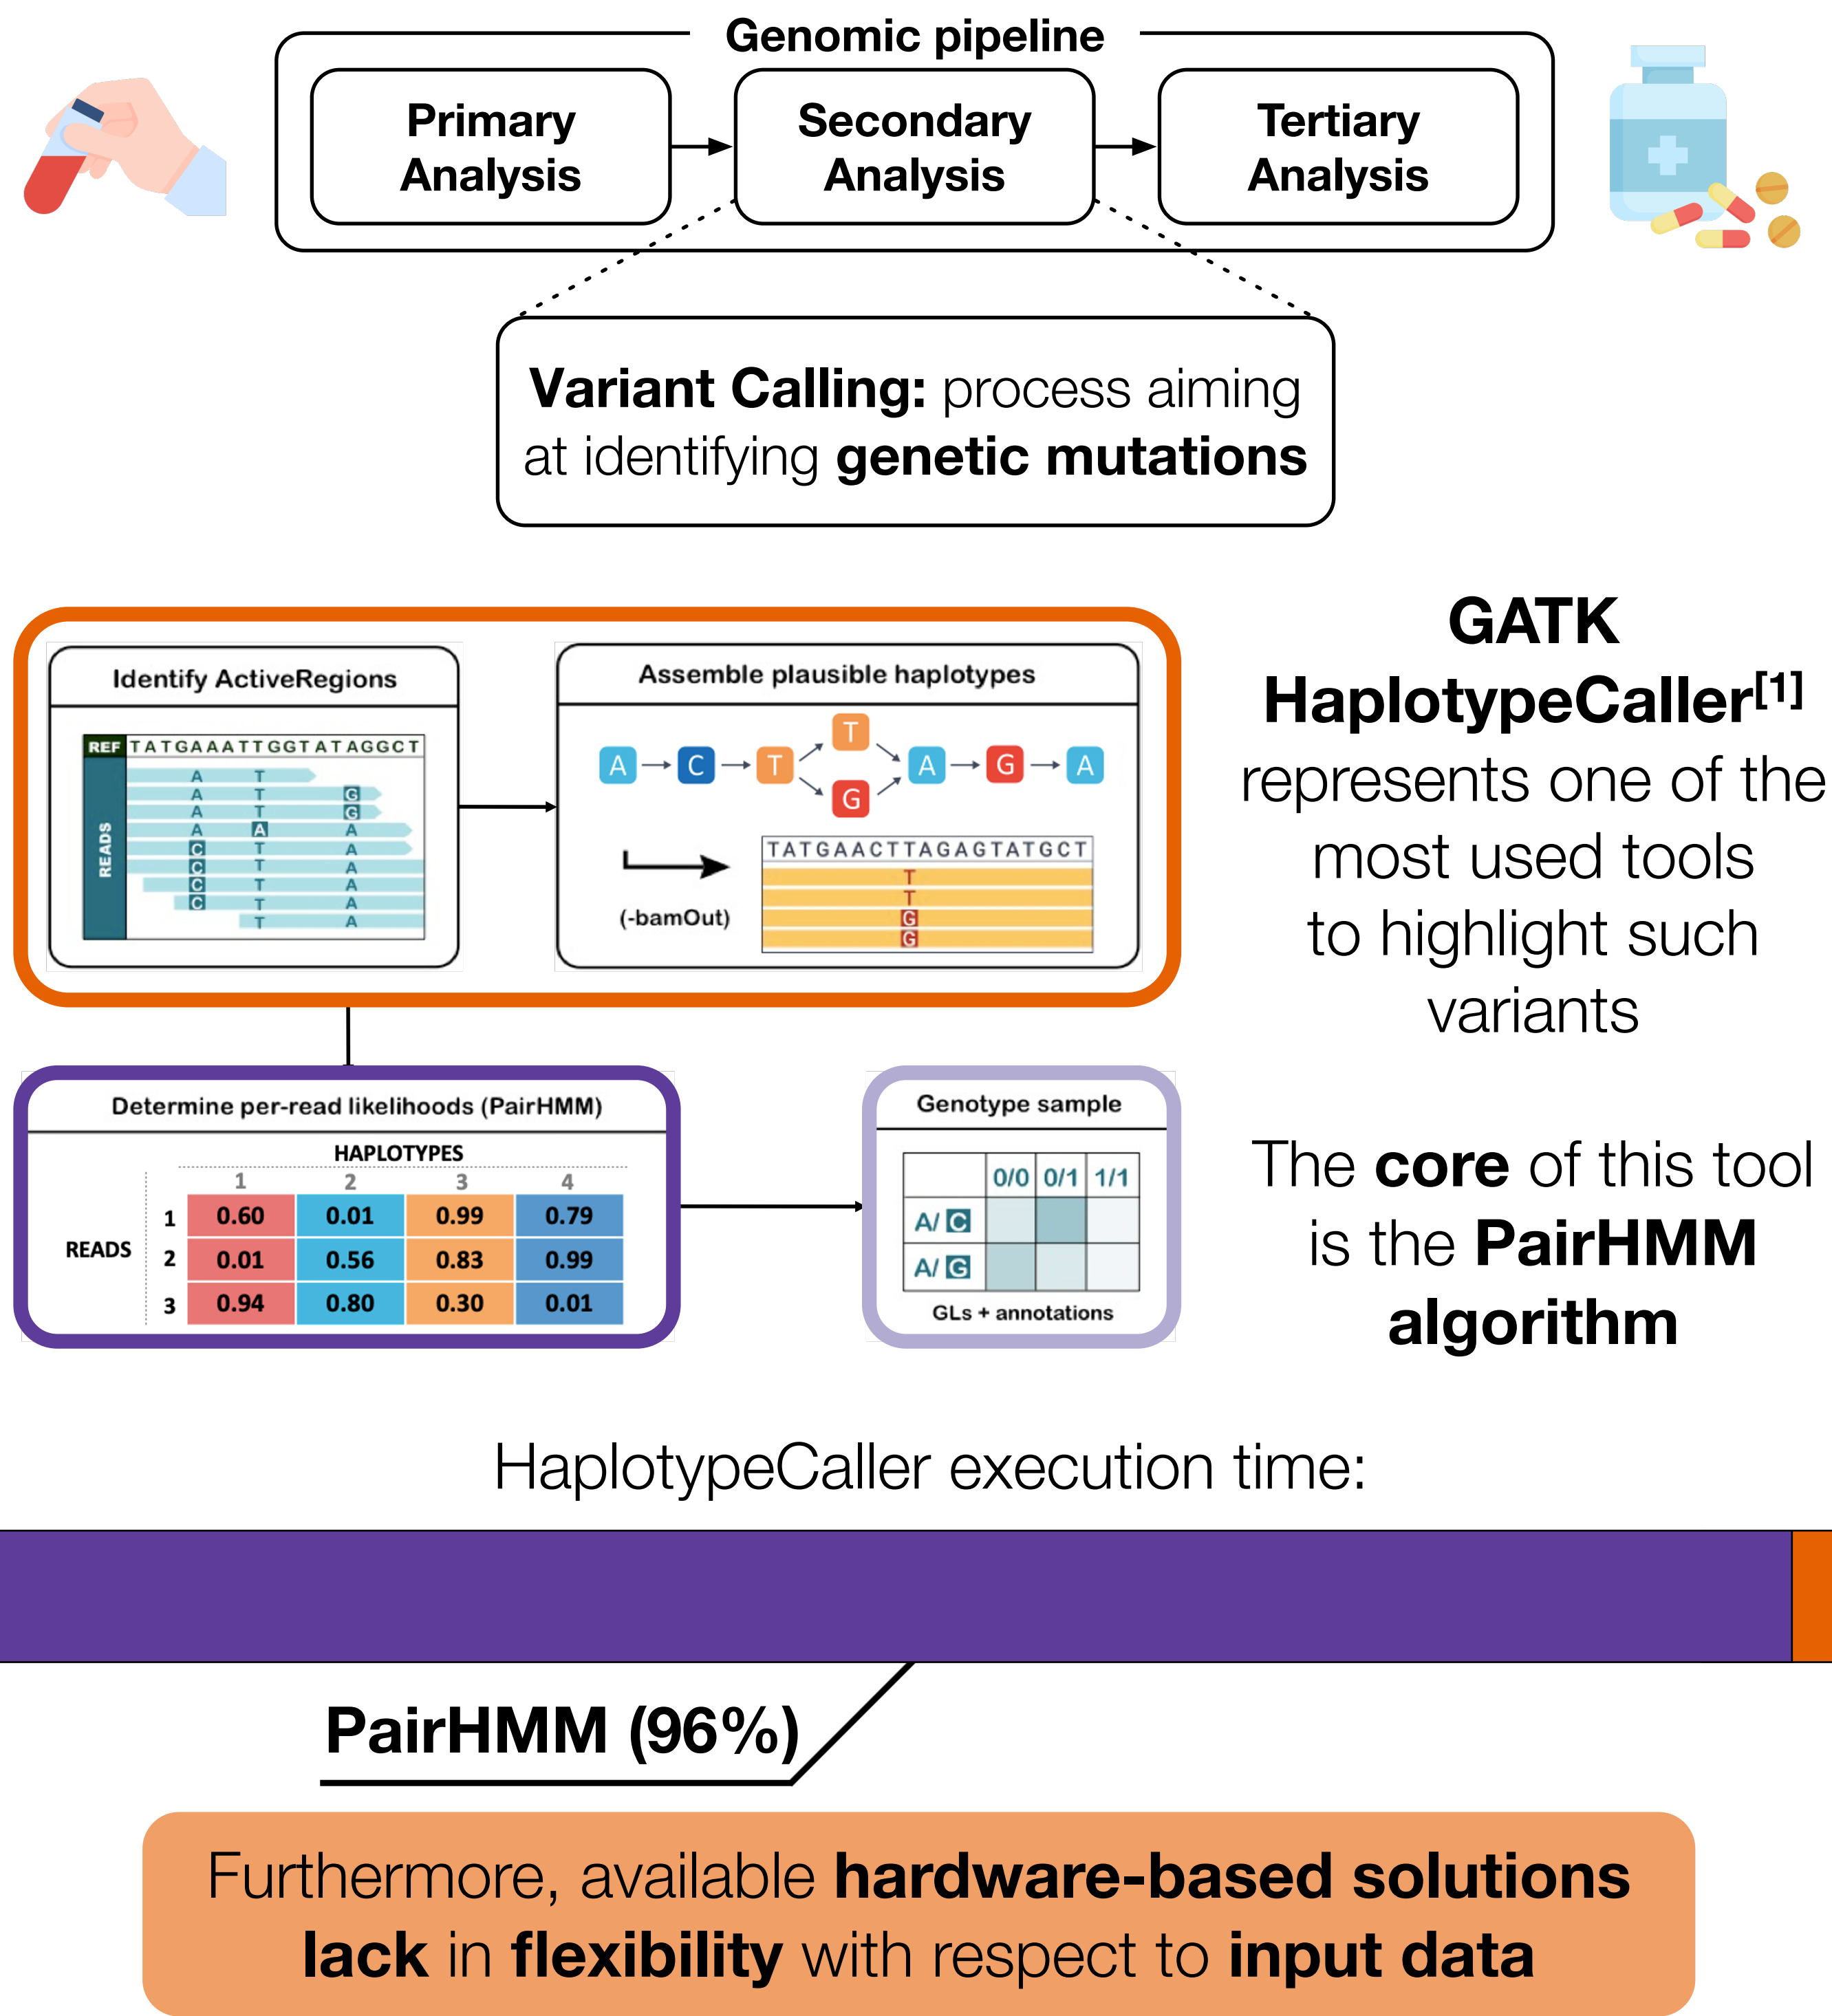 Genomic pipeline
Primary
Analysis
Secondary
Analysis
Tertiary
Analysis
Variant Calling: process aiming
at identifying genetic mutations
Identify ActiveRegions
REF TATGAAATTGGTATAGGCT
READS
A T
A T G
A T G
A A A
C T A
C T A
C T A
C T A
T A
Assemble plausible haplotypes
A C T T G A G A
(-bamOut)
TATGAACTTAGAGTATGCT
T
T
G
G
GATK
HaplotypeCaller[1]
represents one of the
most used tools
to highlight such
variants
Determine per-read likelihoods (PairHMM)
HAPLOTYPES
1 2 3 4
READS
1 0.60 0.01 0.99 0.79
2 0.01 0.56 0.83 0.99
3 0.94 0.80 0.30 0.01
Genotype sample
0/0 0/1 1/1
A/ C
A/ G
GLs + annotations
The core of this tool
is the PairHMM
algorithm
HaplotypeCaller execution time:
PairHMM (96%)
Furthermore, available hardware-based solutions
lack in flexibility with respect to input data